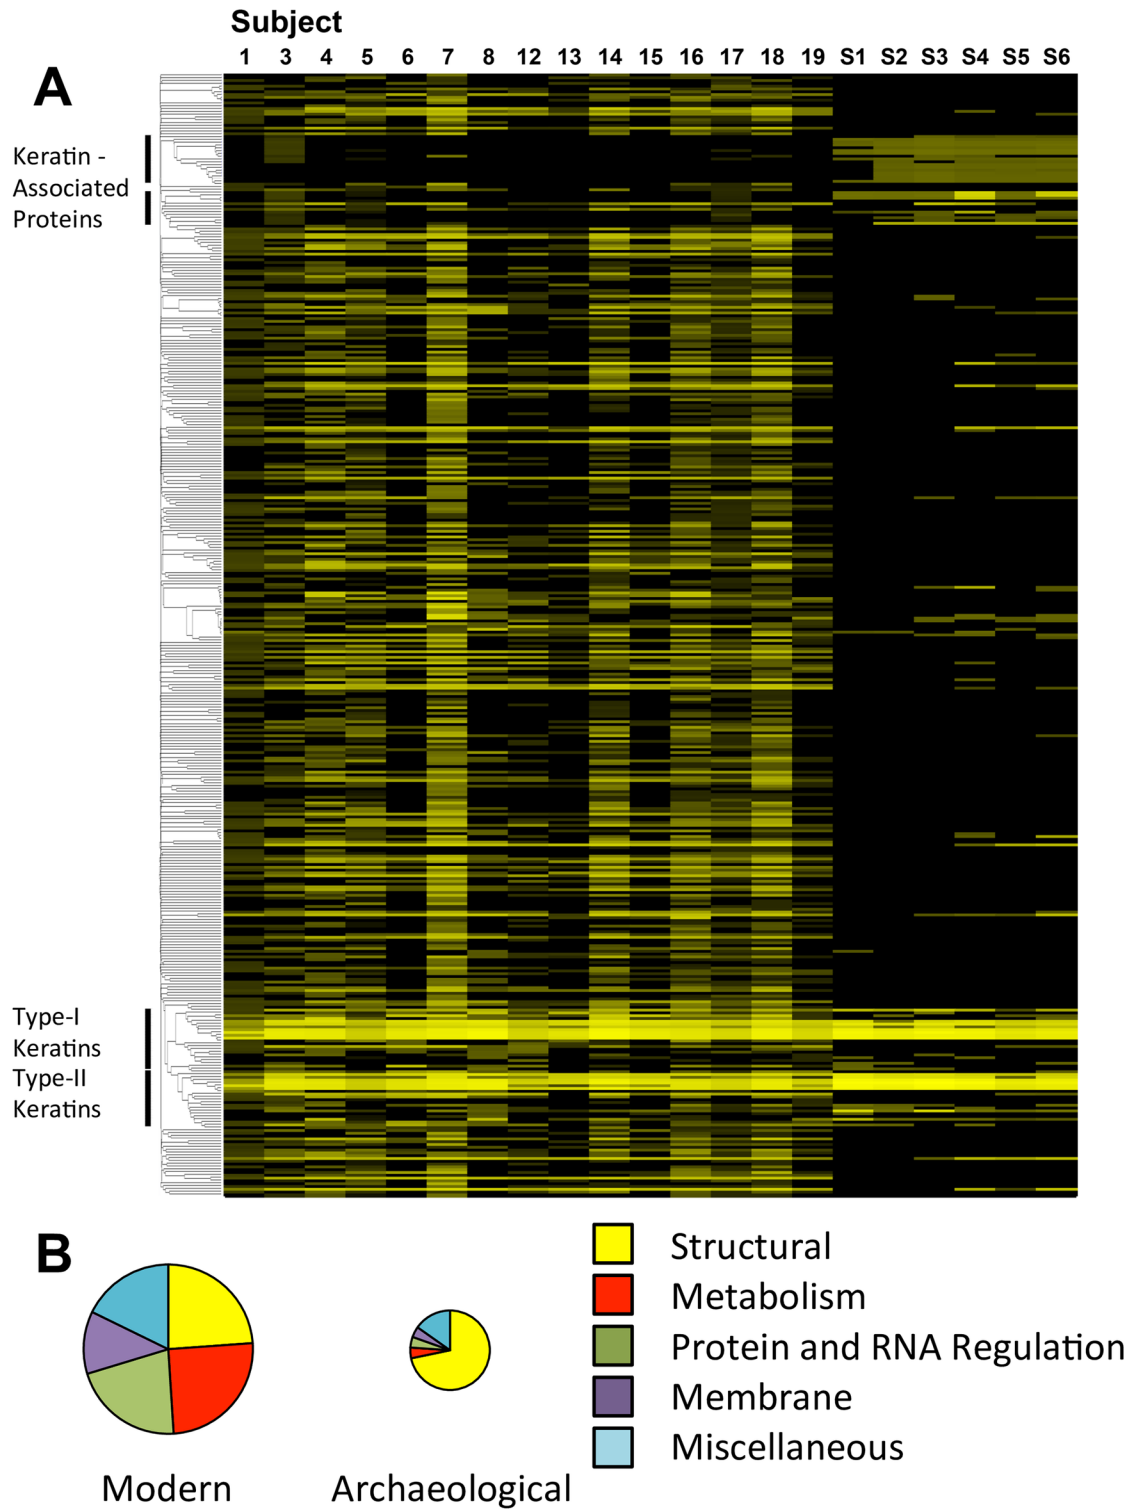 Subject
1 3 4 5 6 7 8 12 13 14 15 16 17 18 19 S1 S2 S3 S4 S5 S6
A
Keratin -
Associated
Proteins
Type-I
Keratins
Type-II
Keratins
B
Structural
Metabolism
Protein and RNA Regulation
Membrane
Miscellaneous
Modern
Archaeological